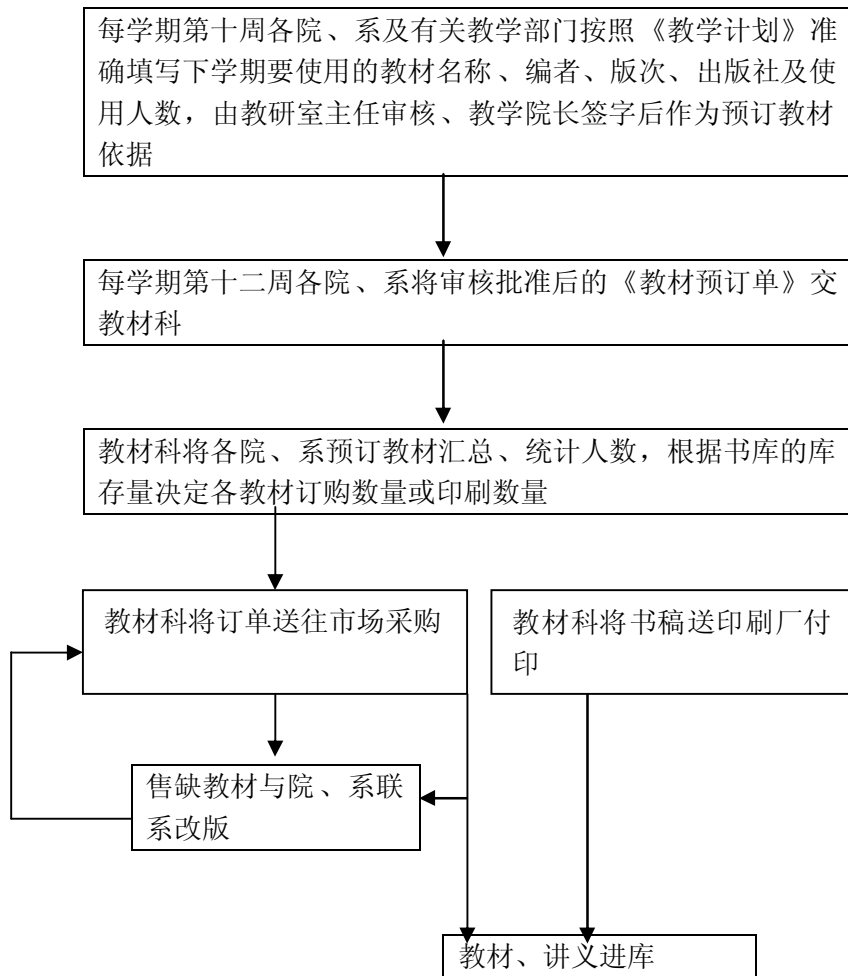 每学期第十周各院、系及有关教学部门按照《教学计划》准
确填写下学期要使用的教材名称、编者、版次、出版社及使
用人数，由教研室主任审核、教学院长签字后作为预订教材
依据
每学期第十二周各院、系将审核批准后的《教材预订单》交
教材科
教材科将各院、系预订教材汇总、统计人数，根据书库的库
存量决定各教材订购数量或印刷数量
教材科将订单送往市场采购
教材科将书稿送印刷厂付
印
售缺教材与院、系联
系改版
教材、讲义进库